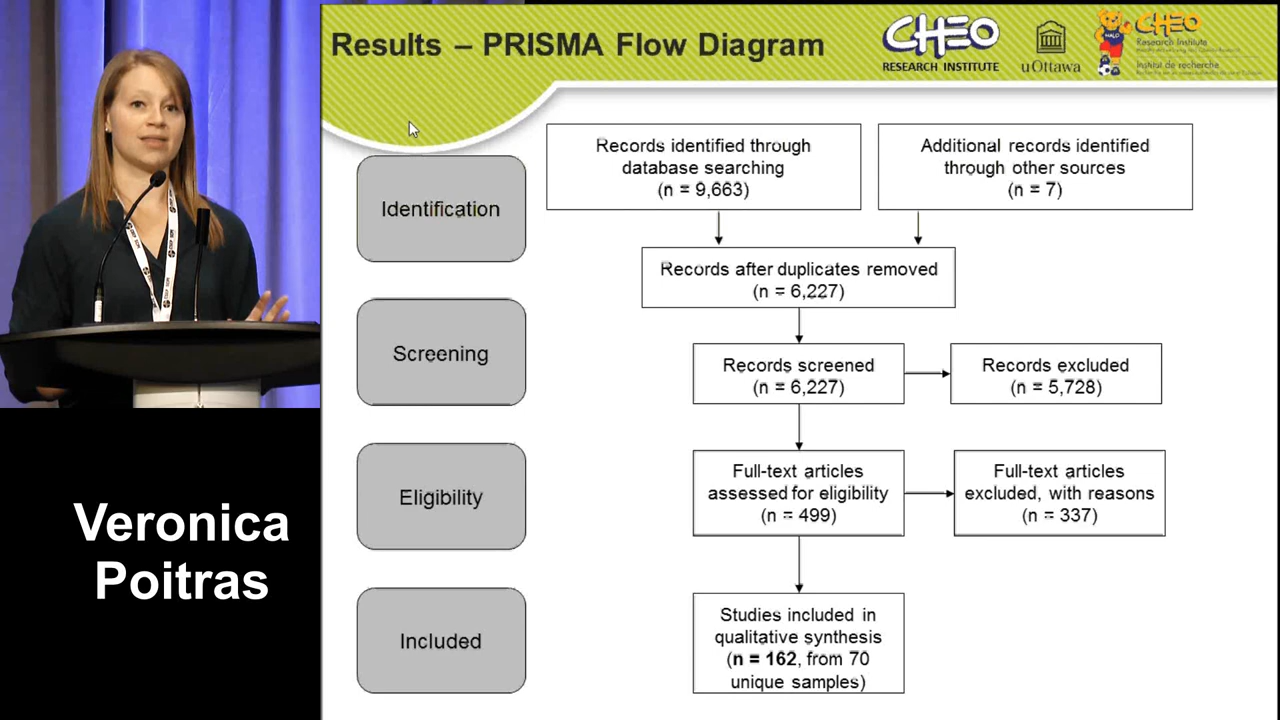 Results – PRISMA Flow Diagram
CHEO
RESEARCH INSTITUTE
uOttawa
HALO
CHEO
Research Institute
Institut de recherche
Identification
Records identified through
database searching
(n = 9,663)
Additional records identified
through other sources
(n = 7)
Records after duplicates removed
(n = 6,227)
Screening
Records screened
(n = 6,227)
Records excluded
(n = 5,728)
Eligibility
Full-text articles
assessed for eligibility
(n = 499)
Full-text articles
excluded, with reasons
(n = 337)
Included
Studies included in
qualitative synthesis
(n = 162, from 70
unique samples)
Veronica
Poitras